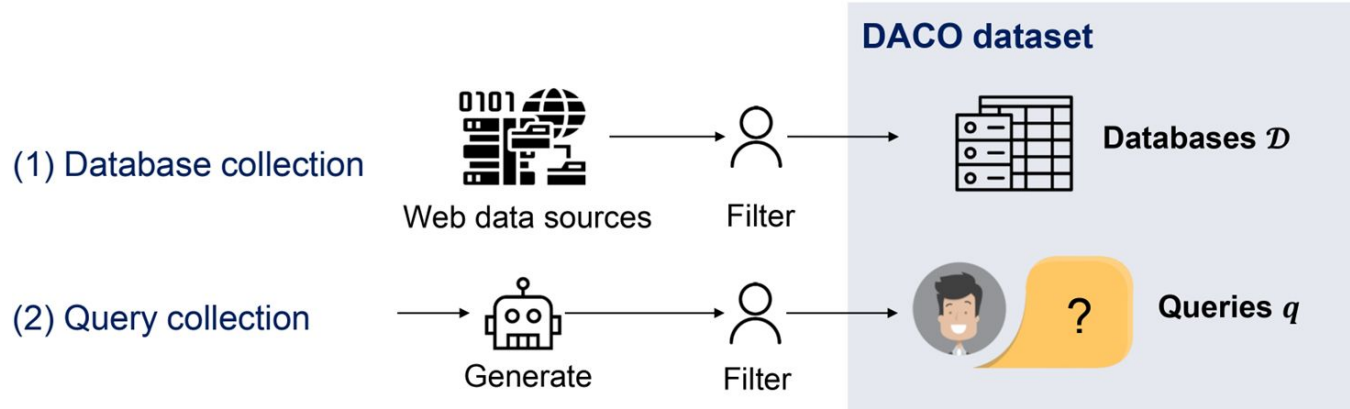 DACO dataset
0101
(1) Database collection
Web data sources
Filter
Databases 𝒟
(2) Query collection
Generate
Filter
?
Queries q